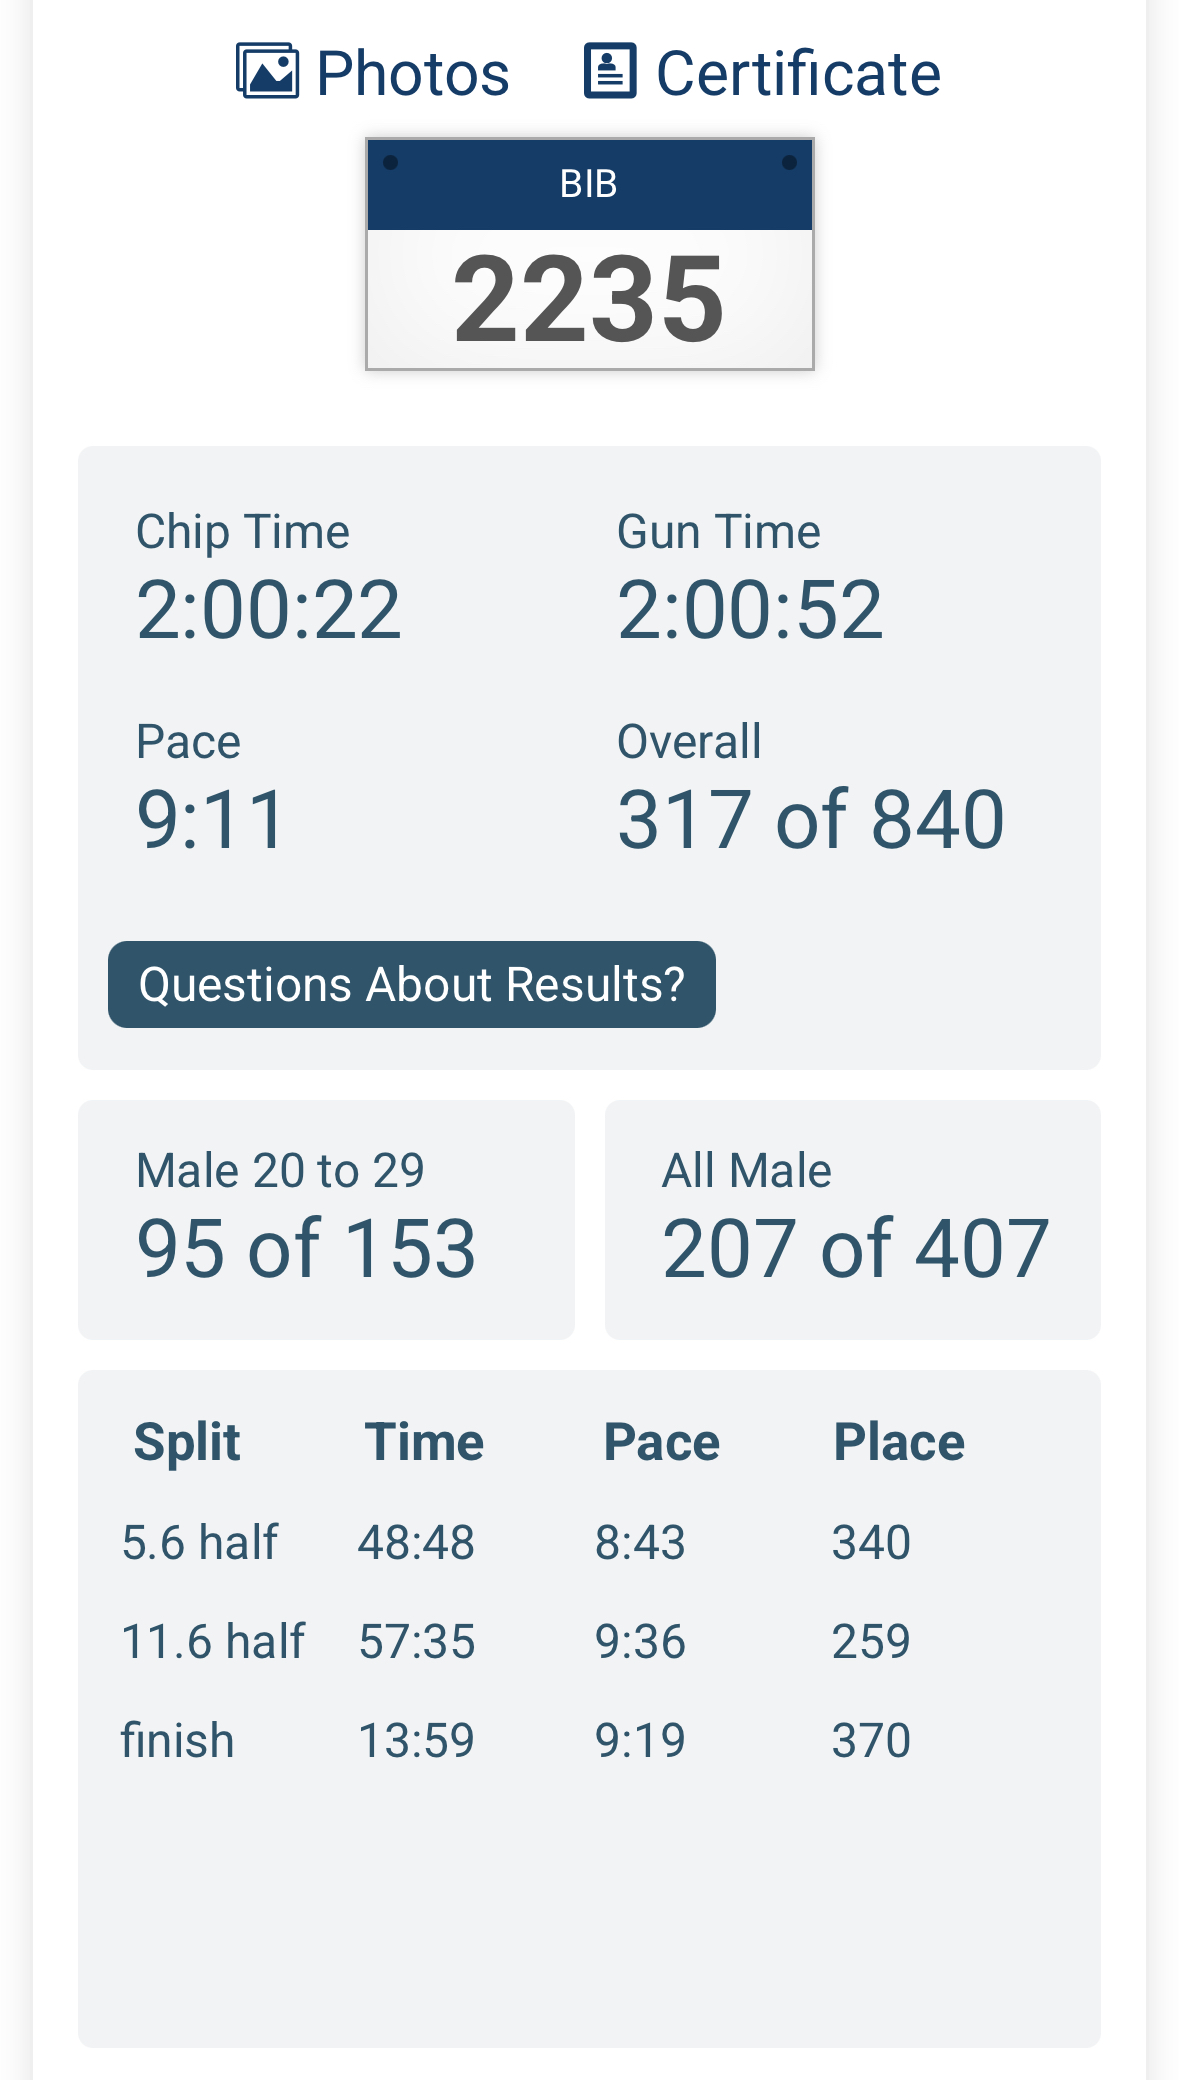 Photos Certificate
BIB
2235
Chip Time Gun Time
2:00:22 2:00:52
Pace Overall
9:11 317 of 840
Questions About Results?
Male 20 to 29 All Male
95 of 153 207 of 407
Split Time Pace Place
5.6 half 48:48 8:43 340
11.6 half 57:35 9:36 259
finish 13:59 9:19 370